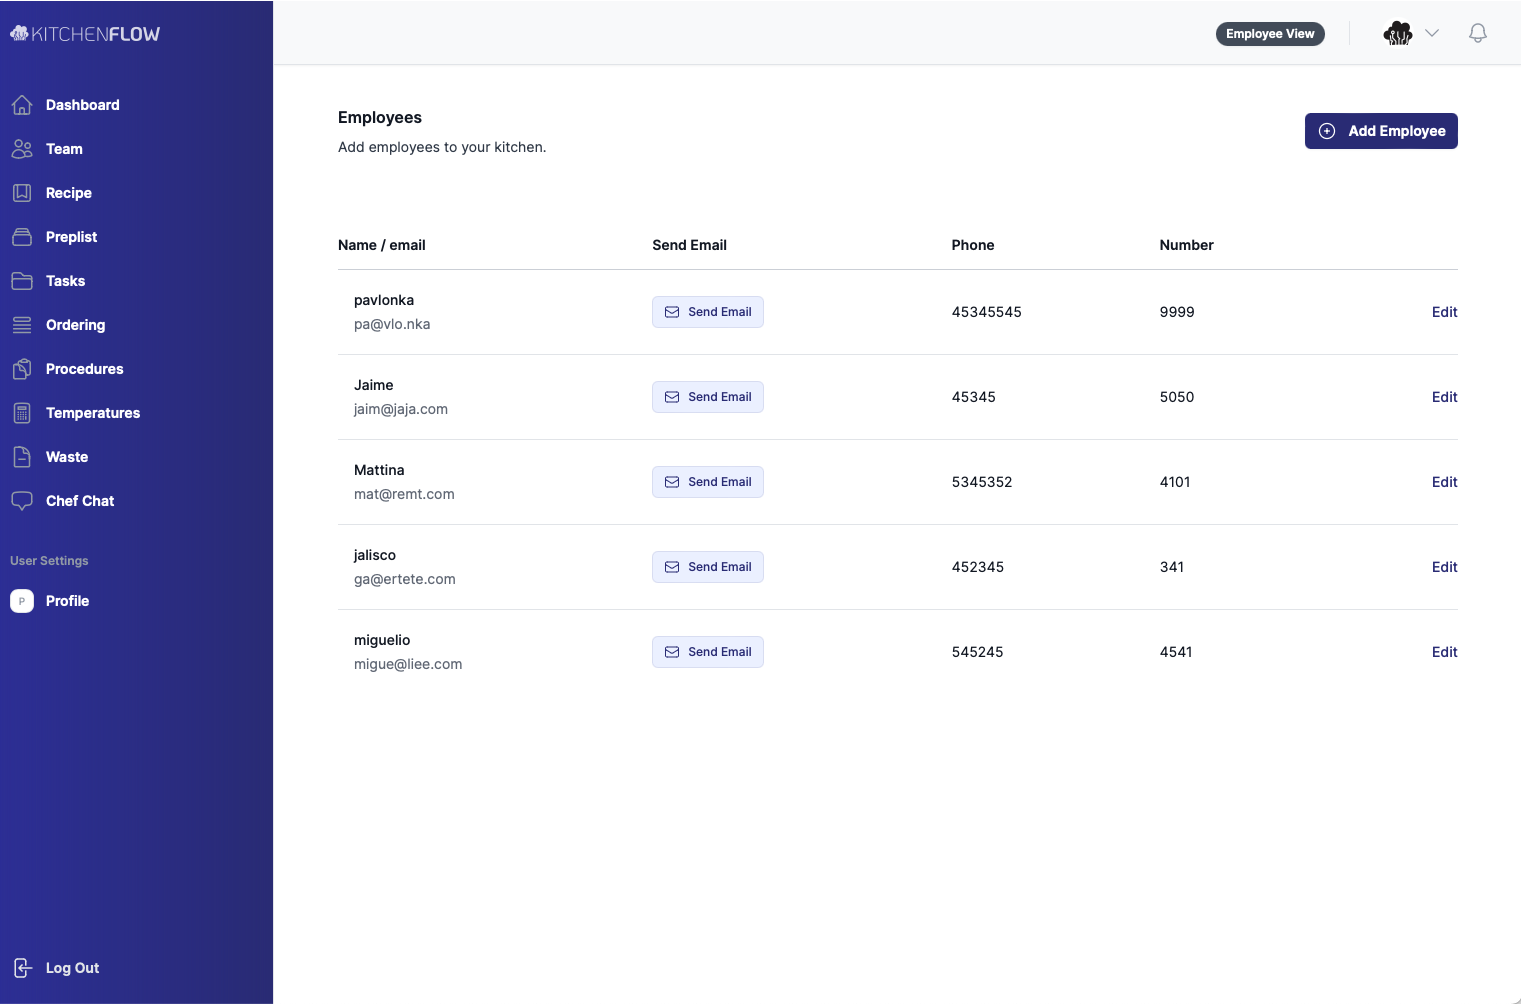 KITCHENFLOW
Employee View
Dashboard
Team
Recipe
Preplist
Tasks
Ordering
Procedures
Temperatures
Waste
Chef Chat
User Settings
P Profile
Log Out
Employees
Add employees to your kitchen.
Add Employee
Name / email Send Email Phone Number
pavlonka
pa@vlo.nka
Send Email 45345545 9999 Edit
Jaime
jaim@jaja.com
Send Email 45345 5050 Edit
Mattina
mat@remt.com
Send Email 5345352 4101 Edit
jalisco
ga@ertete.com
Send Email 452345 341 Edit
miguelio
migue@liee.com
Send Email 545245 4541 Edit